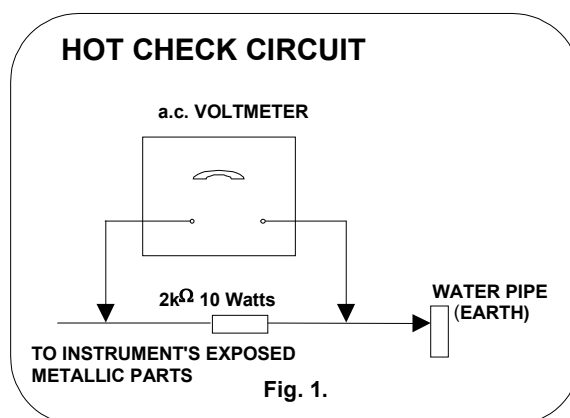 HOT CHECK CIRCUIT
a.c. VOLTMETER
2kΩ 10 Watts
WATER PIPE
(EARTH)
TO INSTRUMENT'S EXPOSED
METALLIC PARTS
Fig. 1.